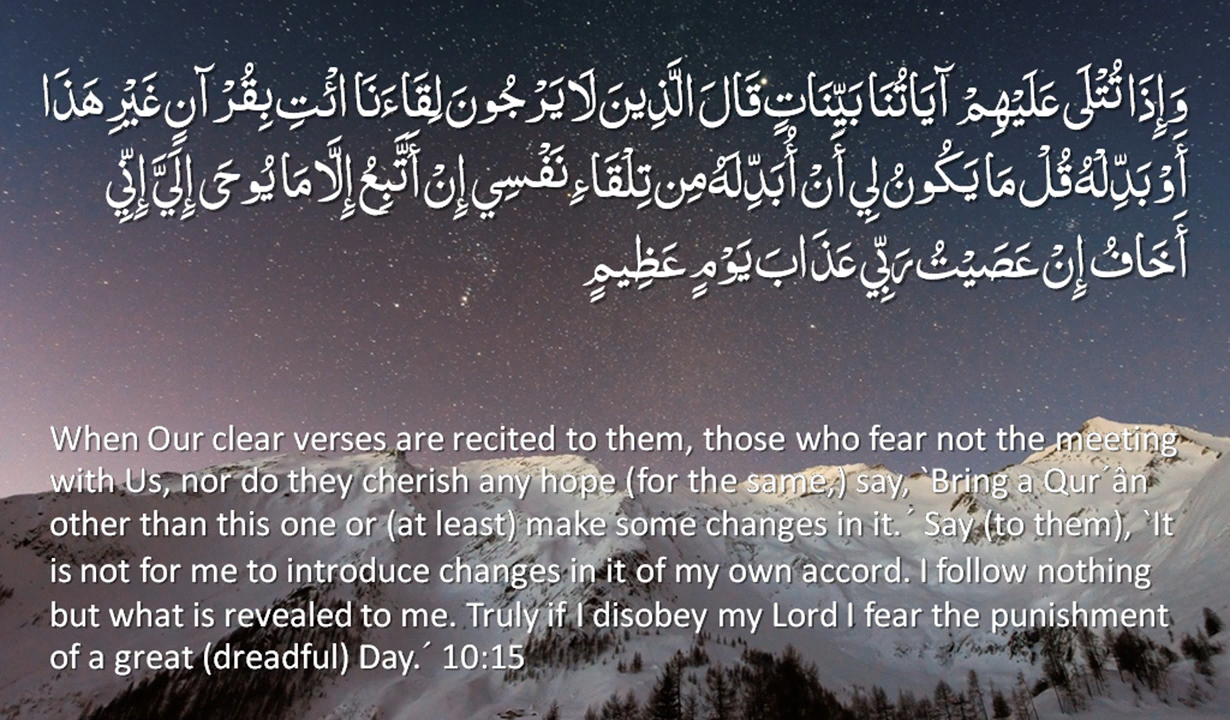 وَإِذَا تُتْلَى عَلَيْهِمْ آيَاتُنَا بَيِّنَاتٍ قَالَ الَّذِينَ لَا يَرْجُونَ لِقَاءَنَا ائْتِ بِقُرْآنٍ غَيْرِ هَذَا
أَوْ بَدِّلْهُ قُلْ مَا يَكُونُ لِي أَنْ أُبَدِّلَهُ مِن تِلْقَاءِ نَفْسِي إِنْ أَتَّبِعُ إِلَّا مَا يُوحَى إِلَيَّ إِنِّي
أَخَافُ إِنْ عَصَيْتُ رَبِّي عَذَابَ يَوْمٍ عَظِيمٍ
When Our clear verses are recited to them, those who fear not the meeting
with Us, nor do they cherish any hope (for the same,) say, `Bring a Qur´ân
other than this one or (at least) make some changes in it.´ Say (to them), `It
is not for me to introduce changes in it of my own accord. I follow nothing
but what is revealed to me. Truly if I disobey my Lord I fear the punishment
of a great (dreadful) Day.´ 10:15